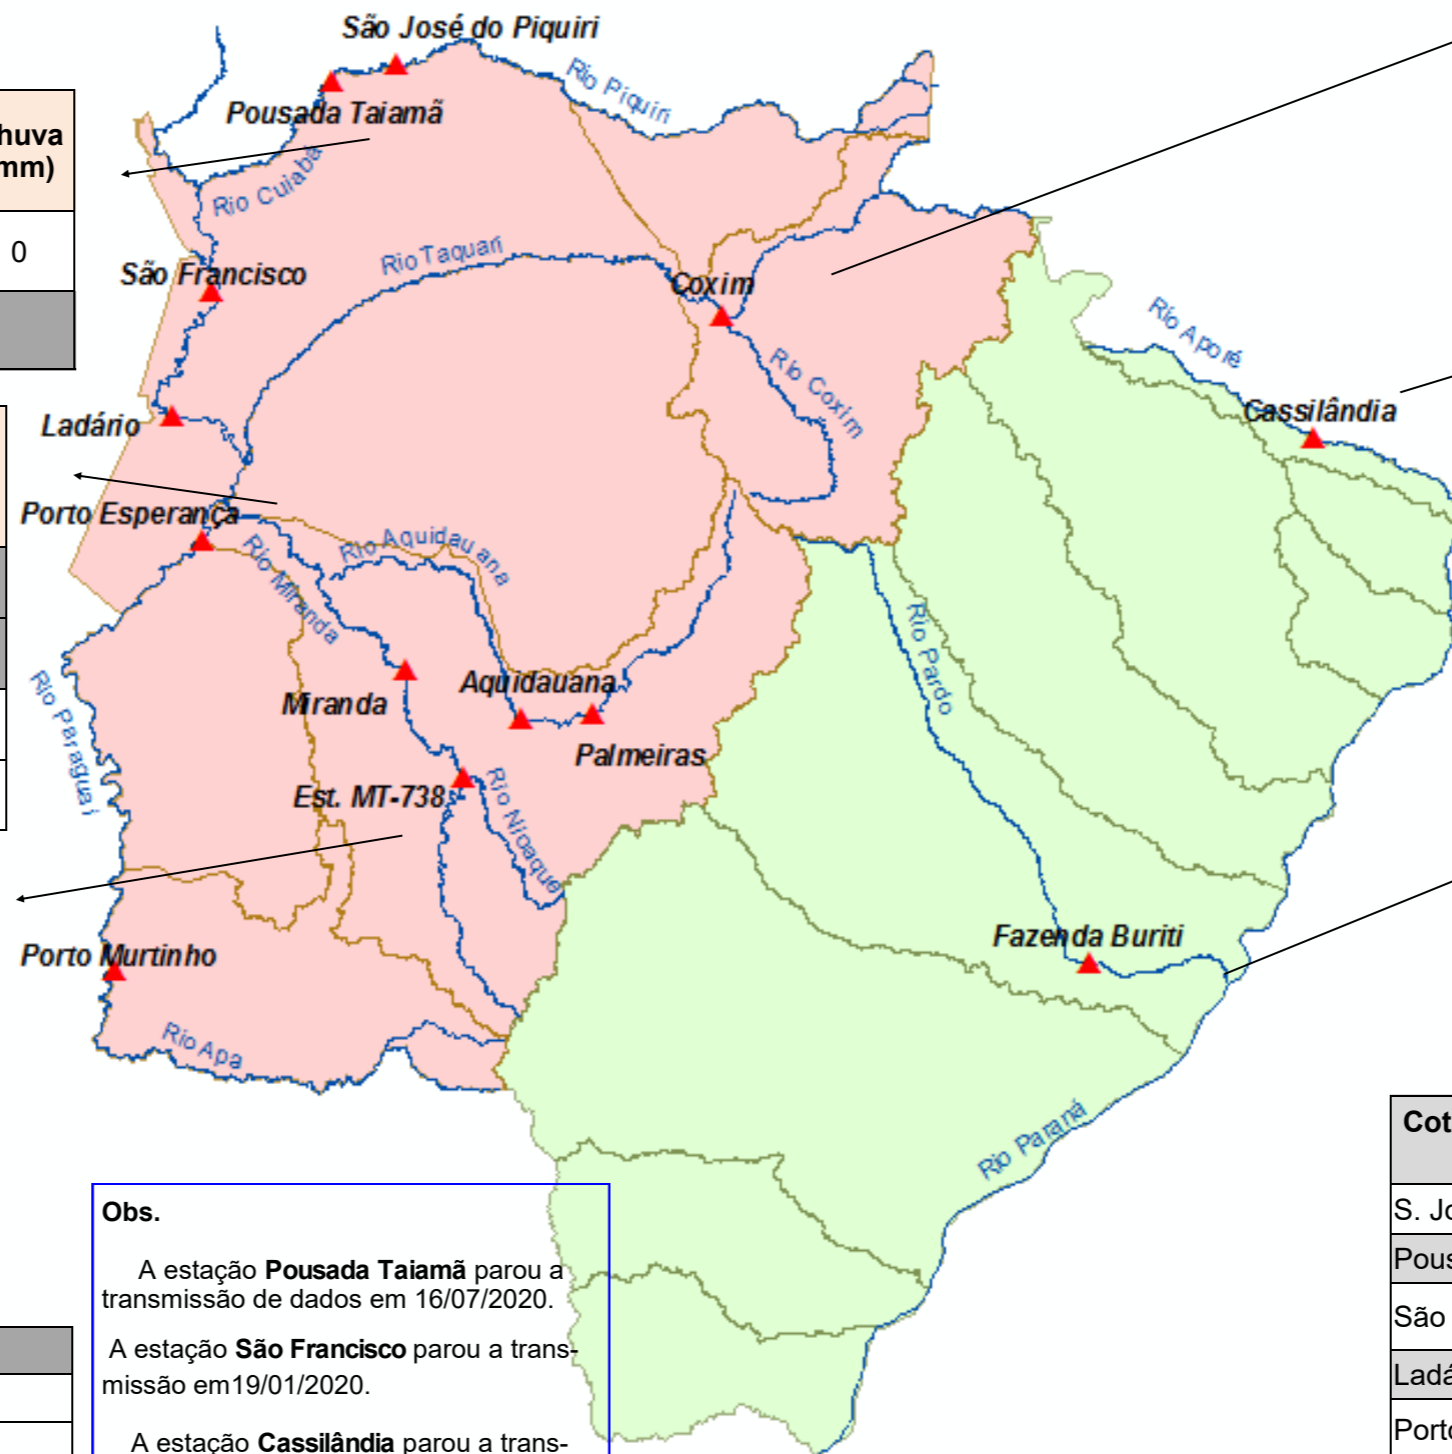 São José do Piquiri
Rio Piquiri
Pousada Taiamã
huva
mm)
Rio Cuiabá
0
Rio Taquari
São Francisco
Coxim
Rio Aporé
Rio Coxim
Cassilândia
Ladário
Porto Esperança
Rio Aquidauana
Rio Miranda
Rio Pardo
Rio Paraguai
Aquidauana
Miranda
Palmeiras
Est. MT-738
Rio Nioaque
Fazenda Buriti
Porto Murtinho
Rio Apa
Rio Paraná
Cot
S. Jo
Pous
São
Ladá
Porto
Obs.
A estação Pousada Taiamã parou a
transmissão de dados em 16/07/2020.
A estação São Francisco parou a trans-
missão em19/01/2020.
A estação Cassilândia parou a trans-